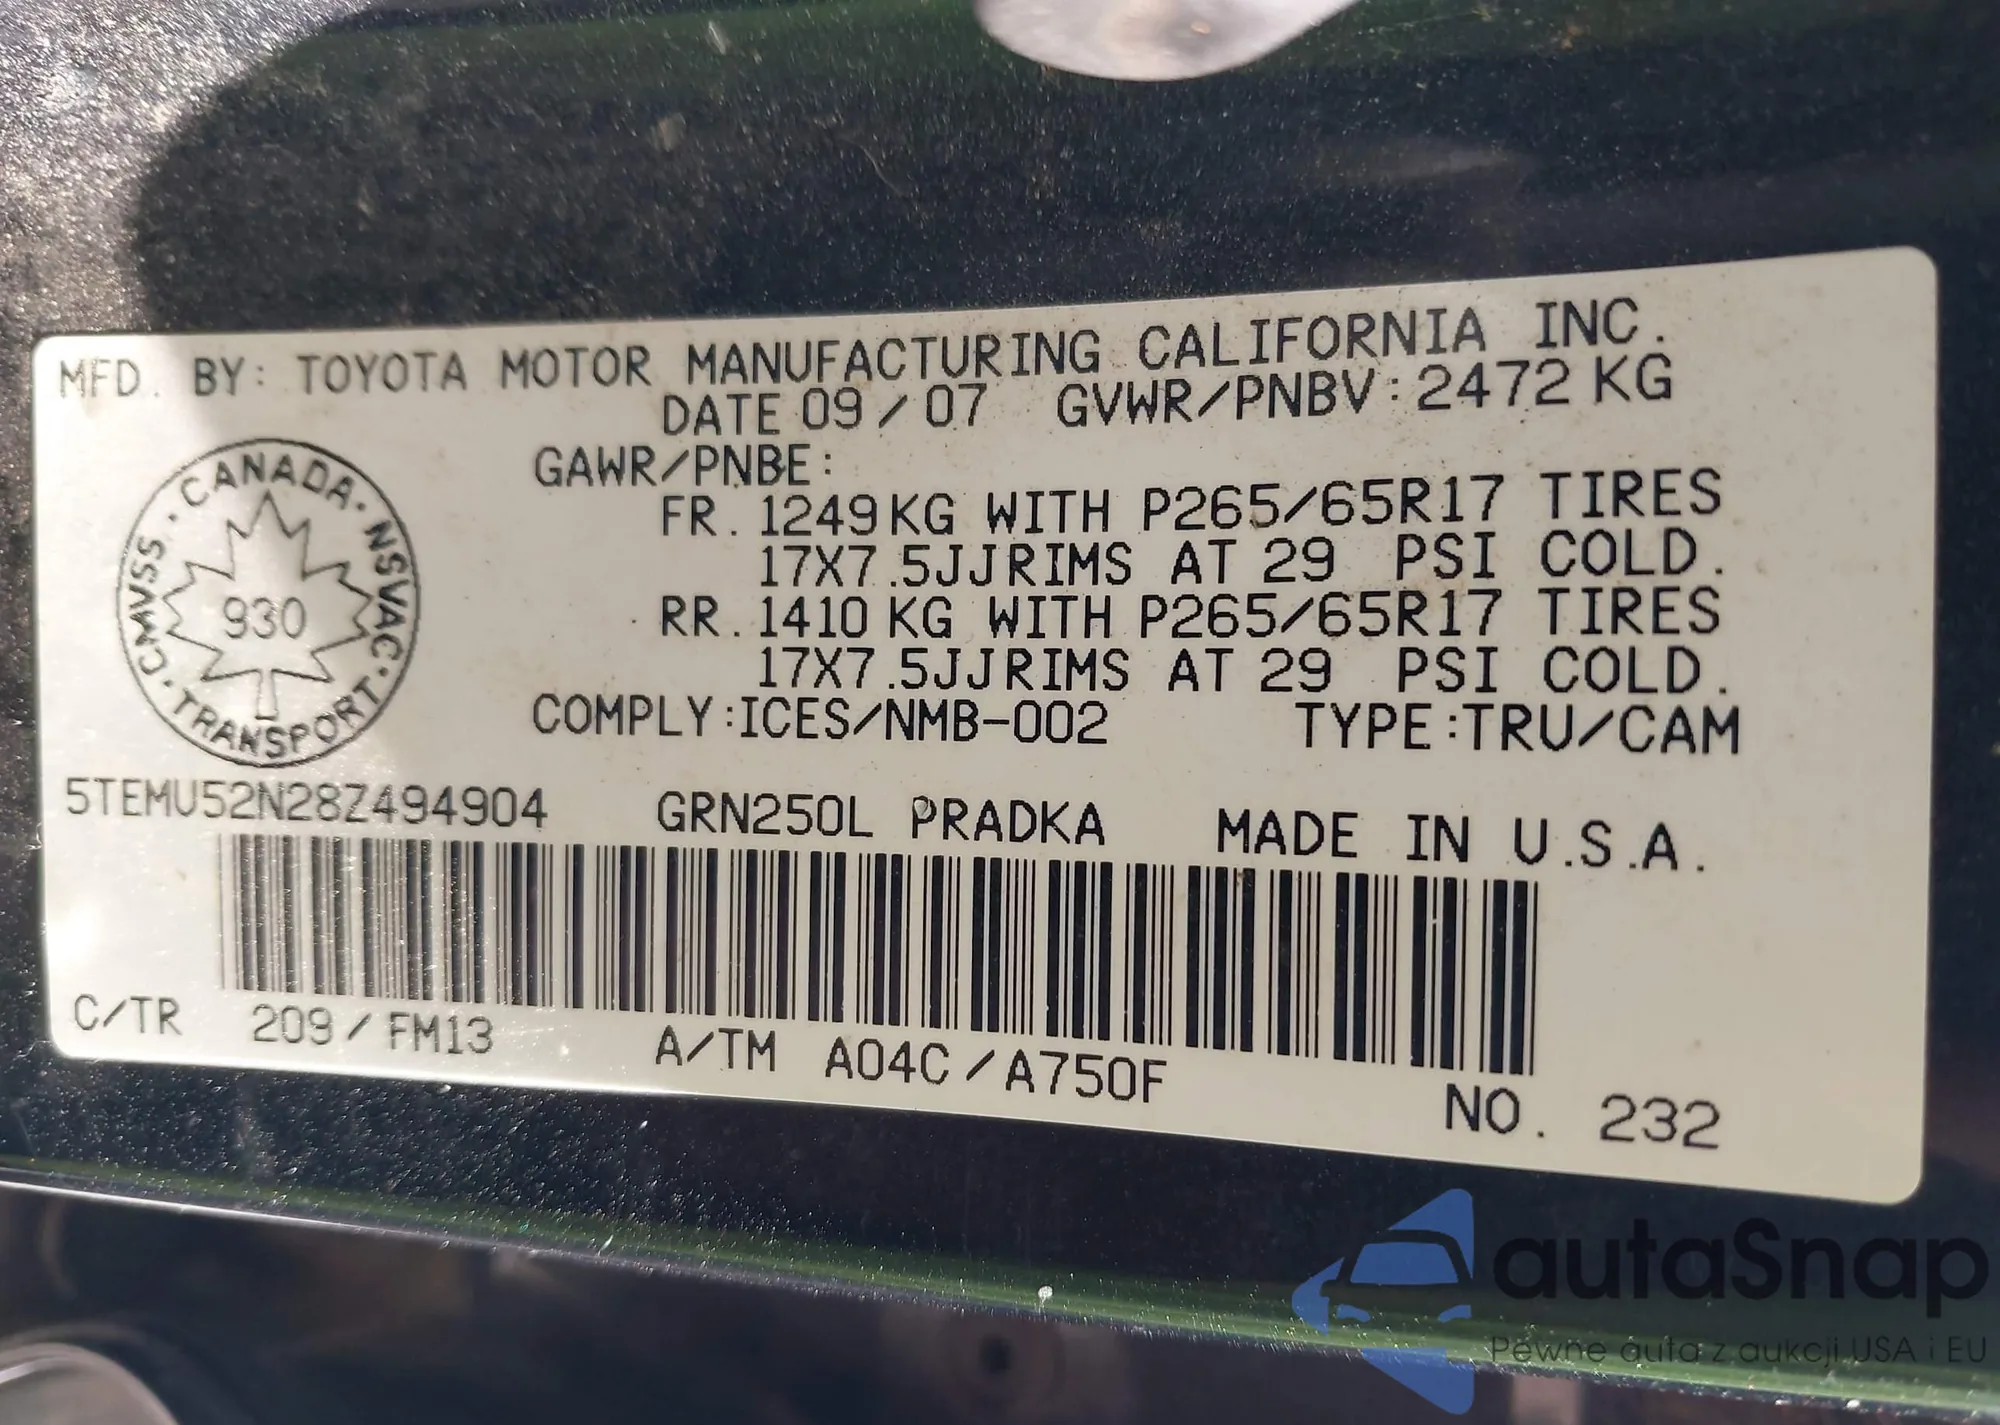 MFD. BY: TOYOTA MOTOR MANUFACTURING CALIFORNIA INC.
DATE 09/07 GVWR/PNBV:2472 KG
GAWR/PNBE:
FR. 1249KG WITH P265/65R17 TIRES
17X7.5JJRIMS AT 29 PSI COLD.
RR. 1410 KG WITH P265/65R17 TIRES
17X7.5JJRIMS AT 29 PSI COLD.
COMPLY:ICES/NMB-002 TYPE:TRU/CAM
CANADA · NSVAC · TRANSPORT · CMVSS ·
930
5TEMU52N28Z494904 GRN250L PRADKA MADE IN U.S.A.
C/TR 209/FM13 A/TM A04C/A750F NO. 232
autaSnap
Pewne auta z aukcji USA i EU